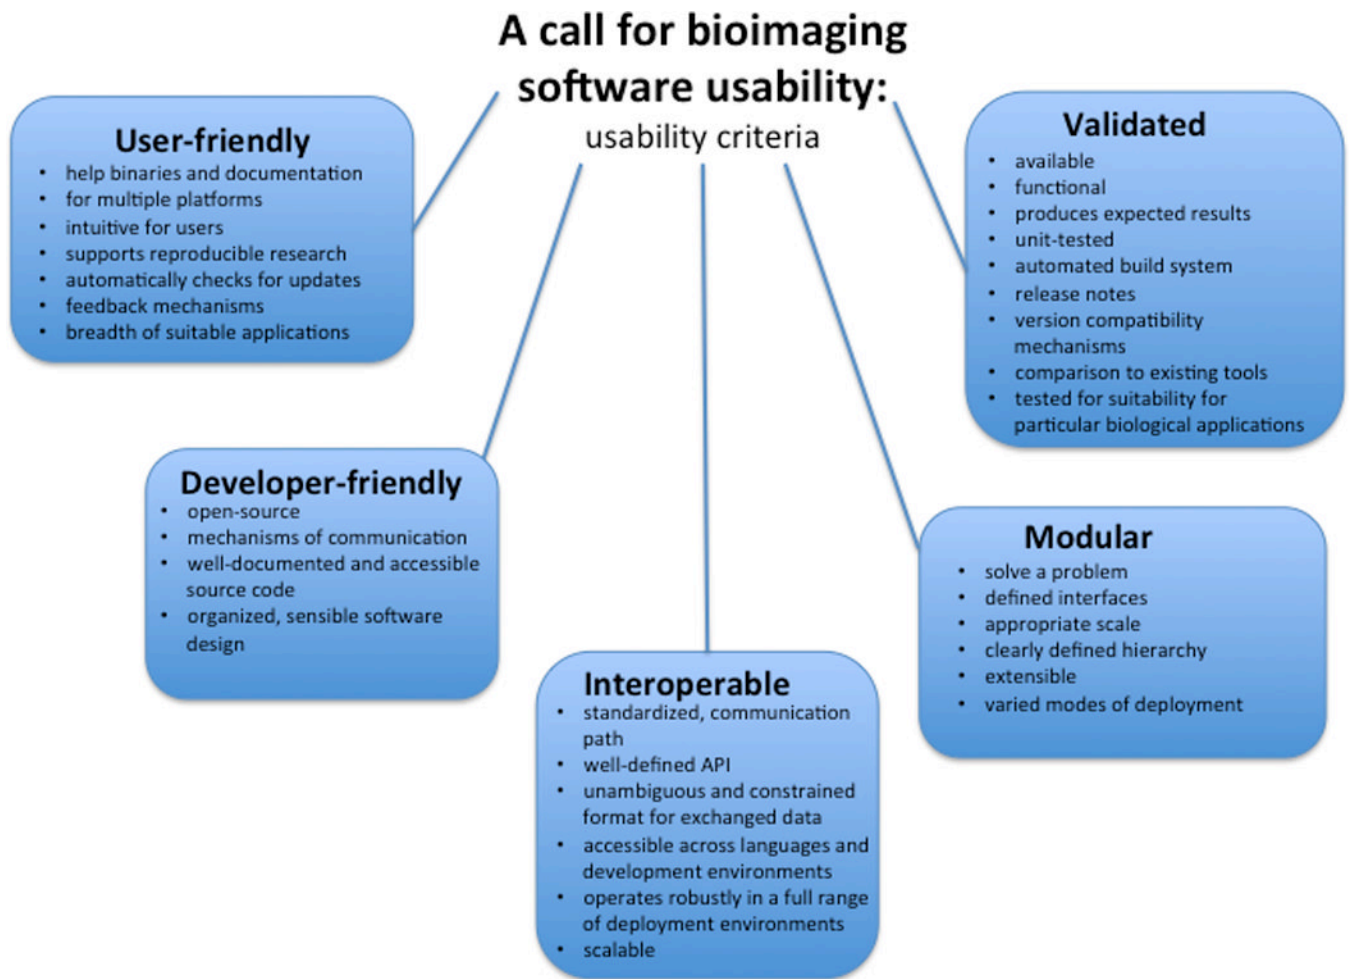 A call for bioimaging
software usability:
usability criteria
User-friendly
• help binaries and documentation
• for multiple platforms
• intuitive for users
• supports reproducible research
• automatically checks for updates
• feedback mechanisms
• breadth of suitable applications
Developer-friendly
• open-source
• mechanisms of communication
• well-documented and accessible
source code
• organized, sensible software
design
Interoperable
• standardized, communication
path
• well-defined API
• unambiguous and constrained
format for exchanged data
• accessible across languages and
development environments
• operates robustly in a full range
of deployment environments
• scalable
Modular
• solve a problem
• defined interfaces
• appropriate scale
• clearly defined hierarchy
• extensible
• varied modes of deployment
Validated
• available
• functional
• produces expected results
• unit-tested
• automated build system
• release notes
• version compatibility
mechanisms
• comparison to existing tools
• tested for suitability for
particular biological applications